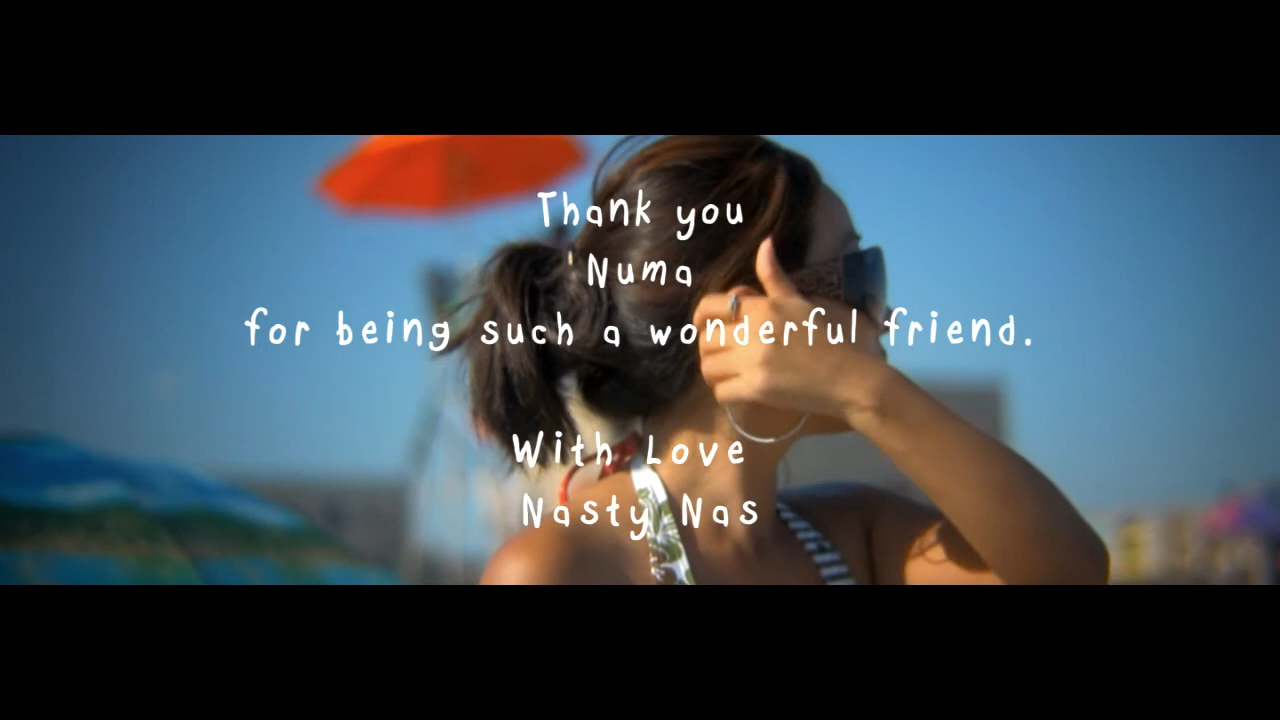 Thank you
Numa
for being such a wonderful friend.
With Love
Nasty Nas